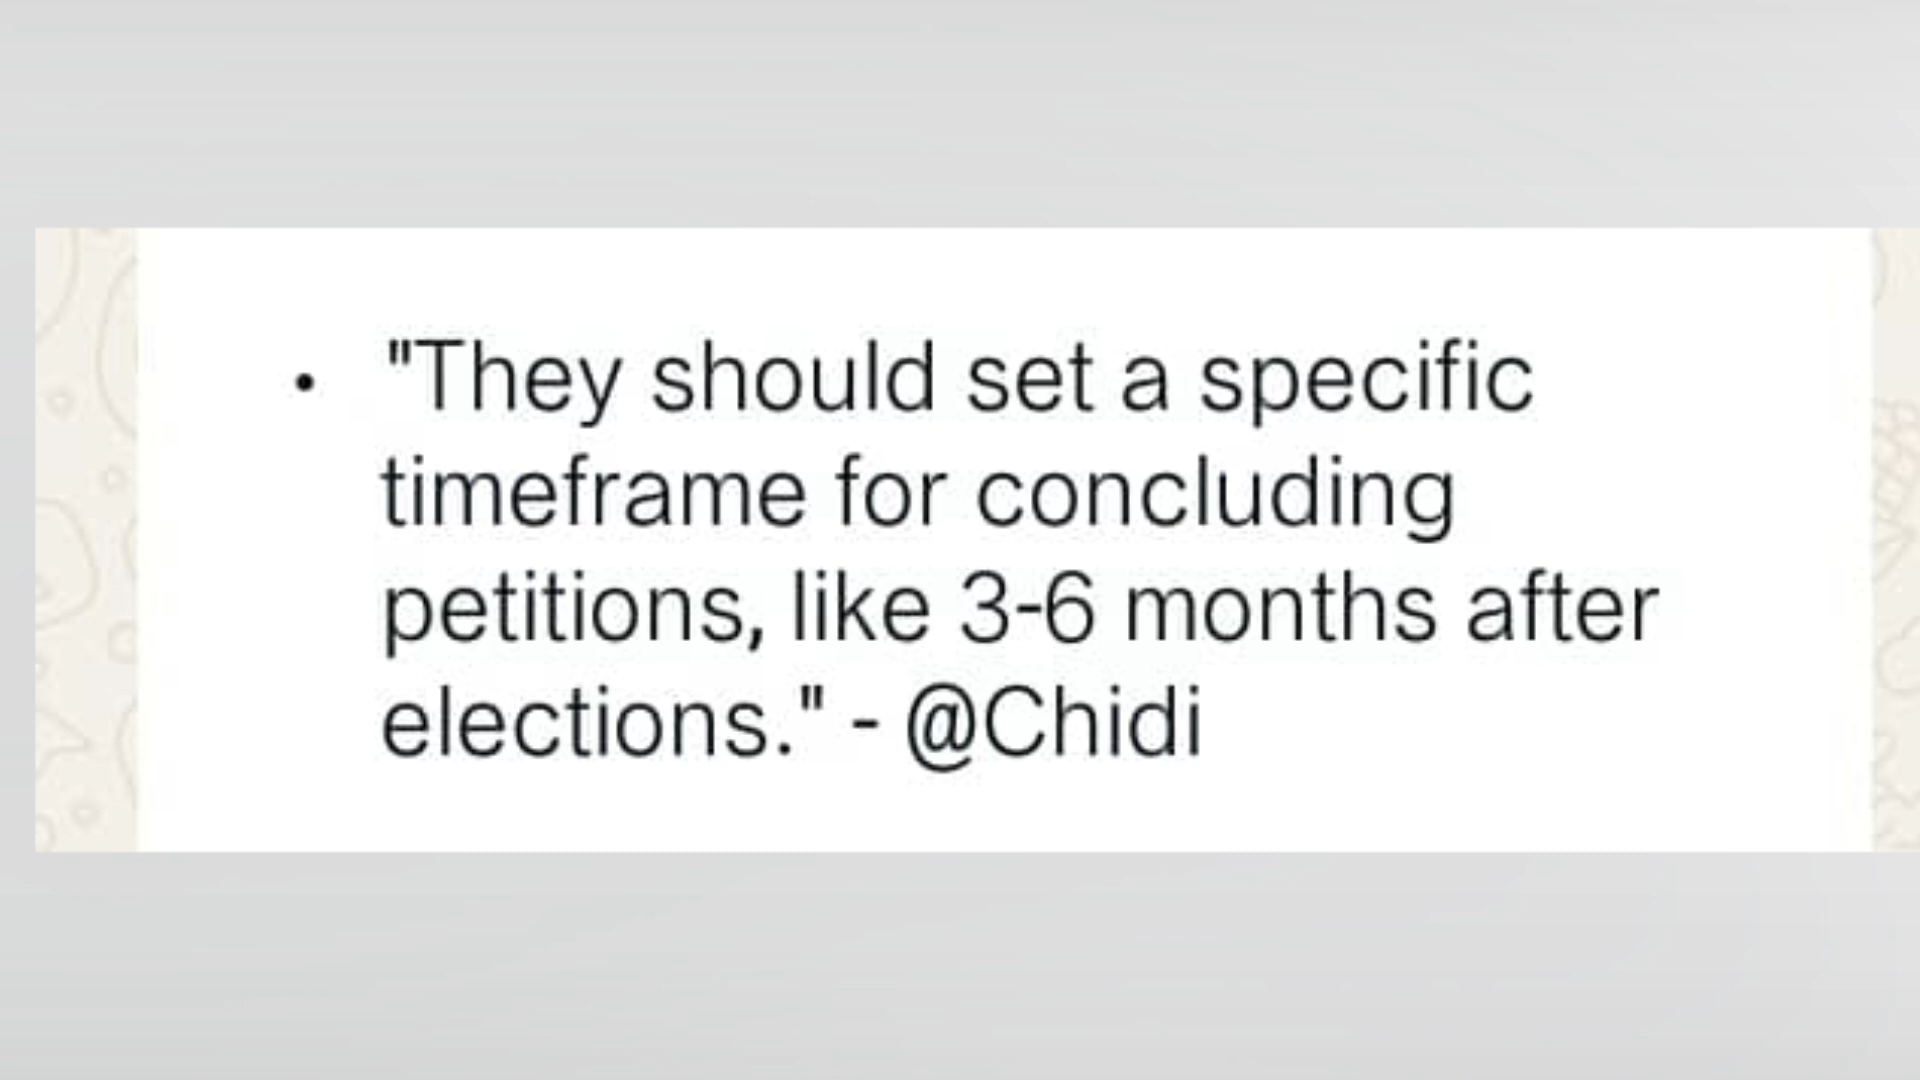 • "They should set a specific
timeframe for concluding
petitions, like 3-6 months after
elections." - @Chidi